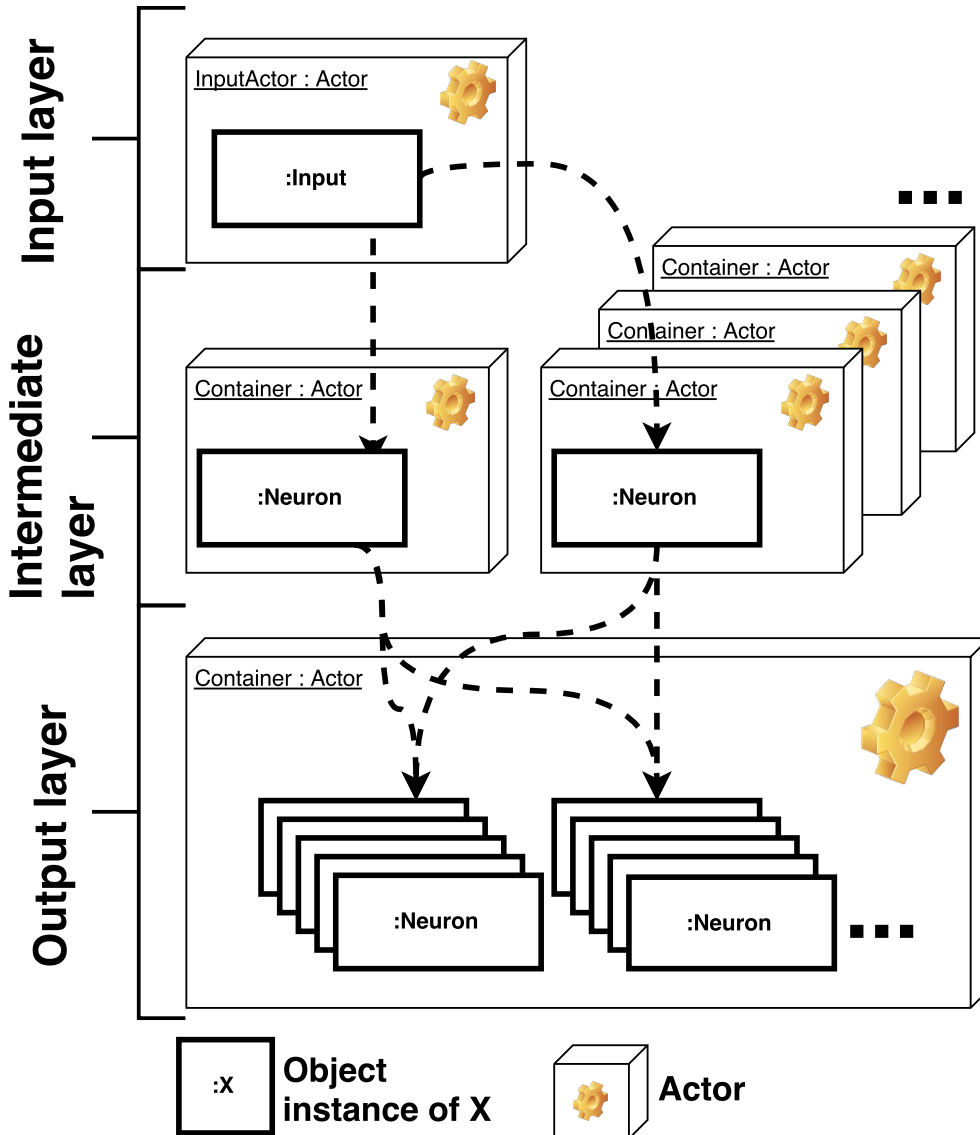 Input layer
InputActor : Actor
:Input
...
Container : Actor
Container : Actor
Intermediate
layer
Container : Actor
Container : Actor
:Neuron
:Neuron
Output layer
Container : Actor
:Neuron
:Neuron
...
:X
Object
instance of X
Actor